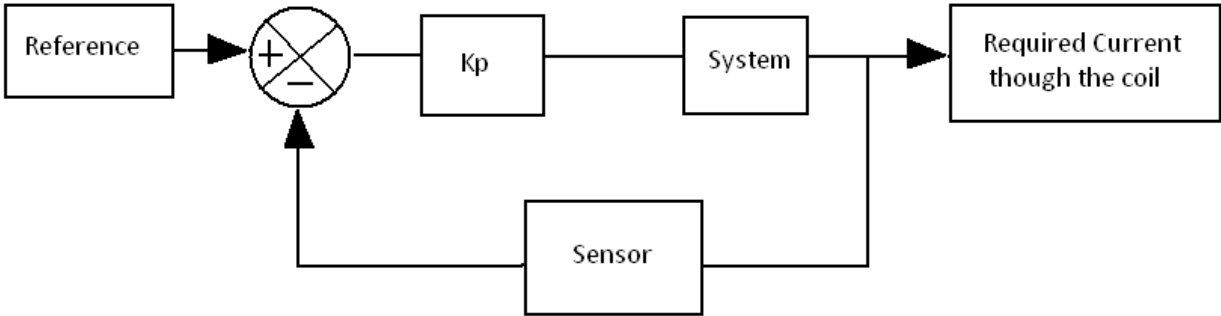 Reference
+
−
Kp
System
Required Current
though the coil
Sensor